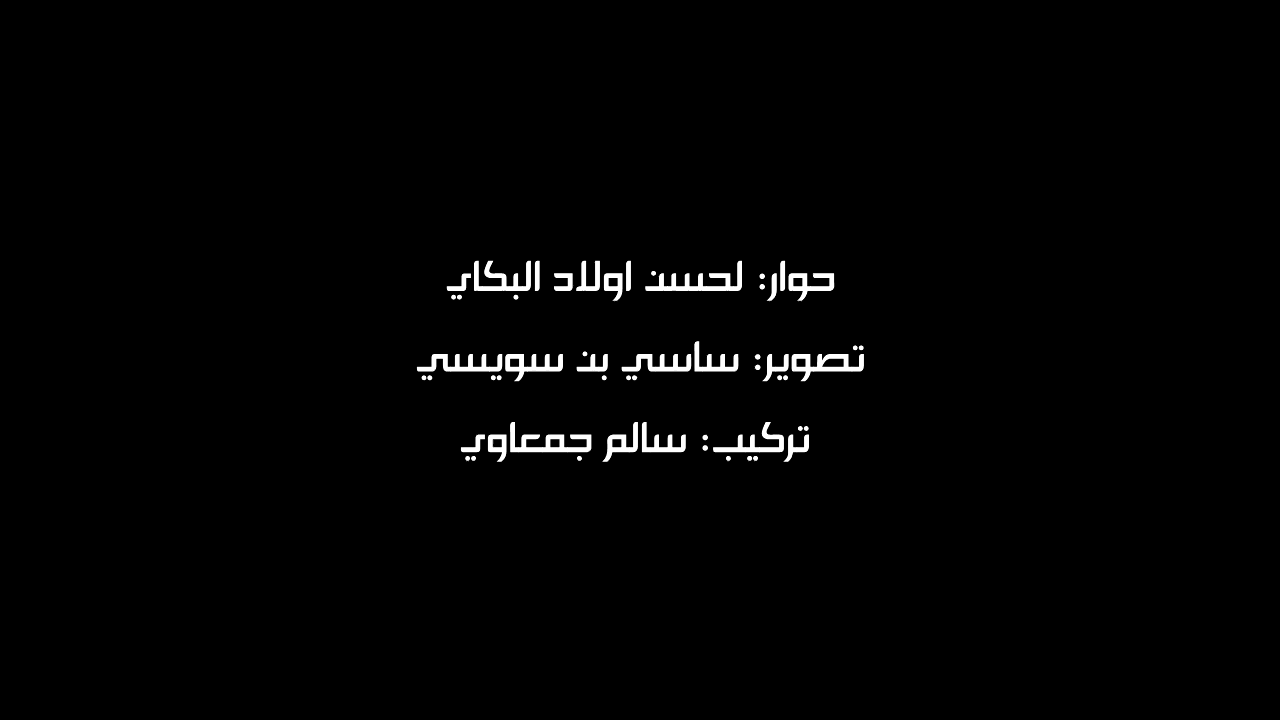 حوار: لحسن اولاد البكاي
تصوير: ساسي بن سويسي
تركيب: سالم جمعاوي